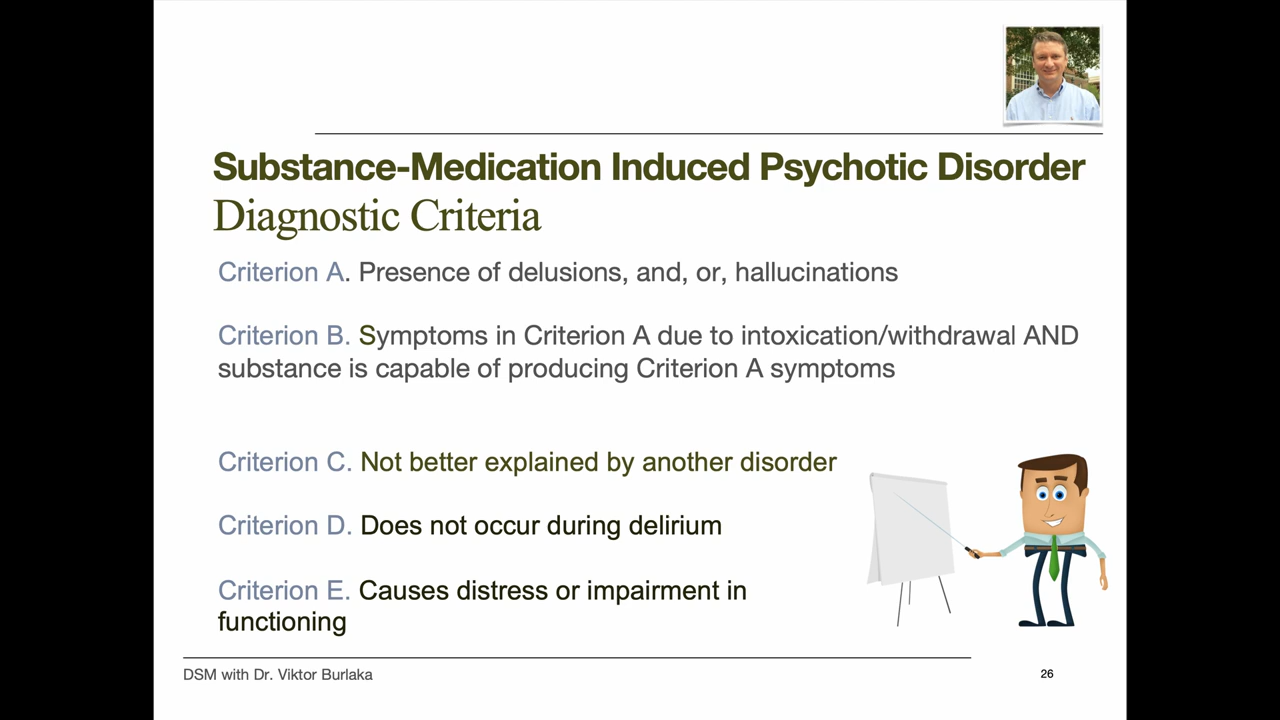 Substance-Medication Induced Psychotic Disorder
Diagnostic Criteria
Criterion A. Presence of delusions, and, or, hallucinations
Criterion B. Symptoms in Criterion A due to intoxication/withdrawal AND
substance is capable of producing Criterion A symptoms
Criterion C. Not better explained by another disorder
Criterion D. Does not occur during delirium
Criterion E. Causes distress or impairment in
functioning
DSM with Dr. Viktor Burlaka
26